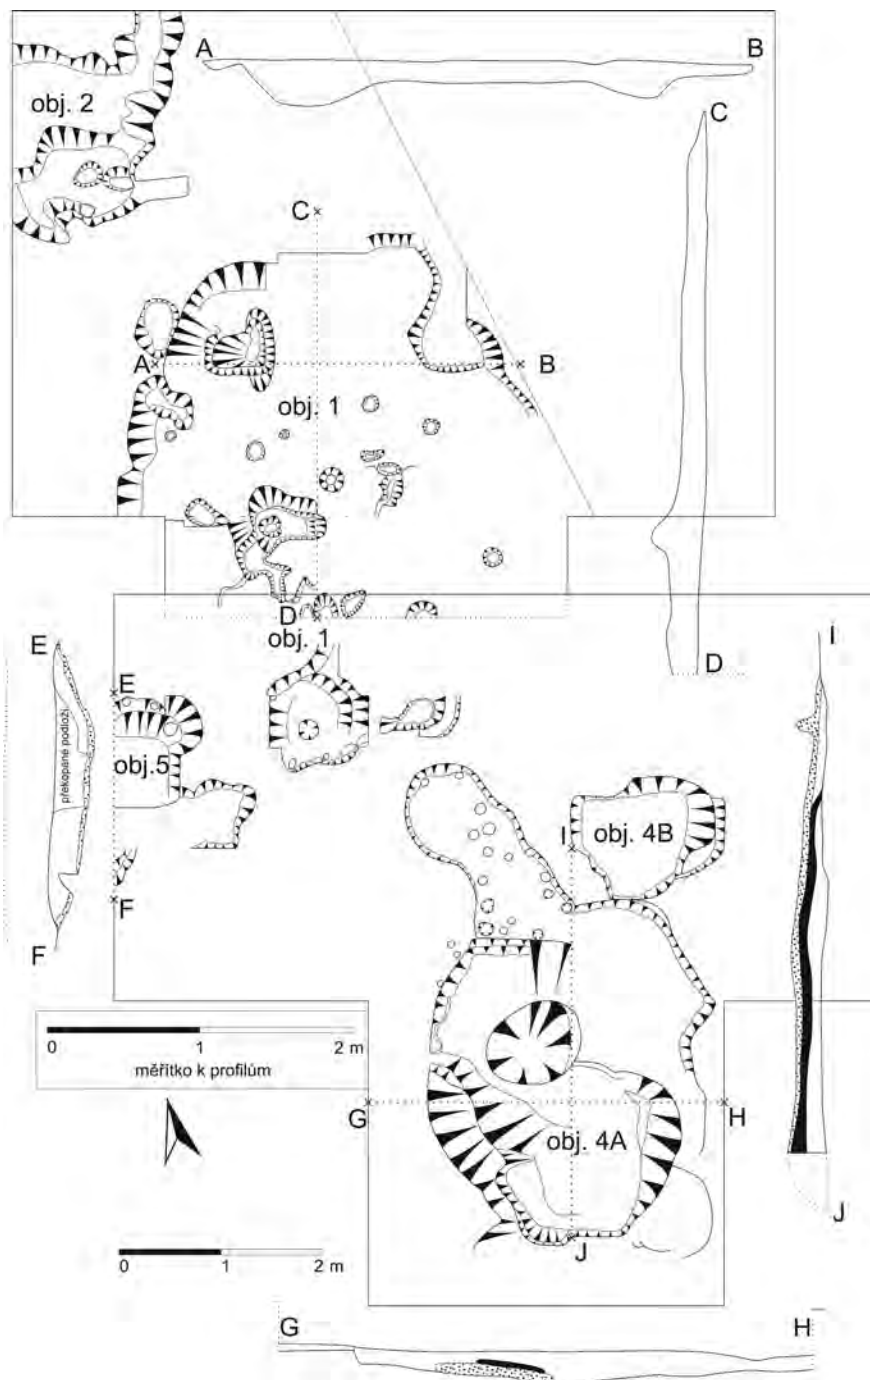 A
B
obj. 2
C
C
A
B
obj. 1
D
obj. 1
D
E
I
E
překopané podloží
obj.5
I
obj. 4B
F
F
0 1 2 m
měřítko k profilům
G
H
obj. 4A
J
J
0 1 2 m
G
H